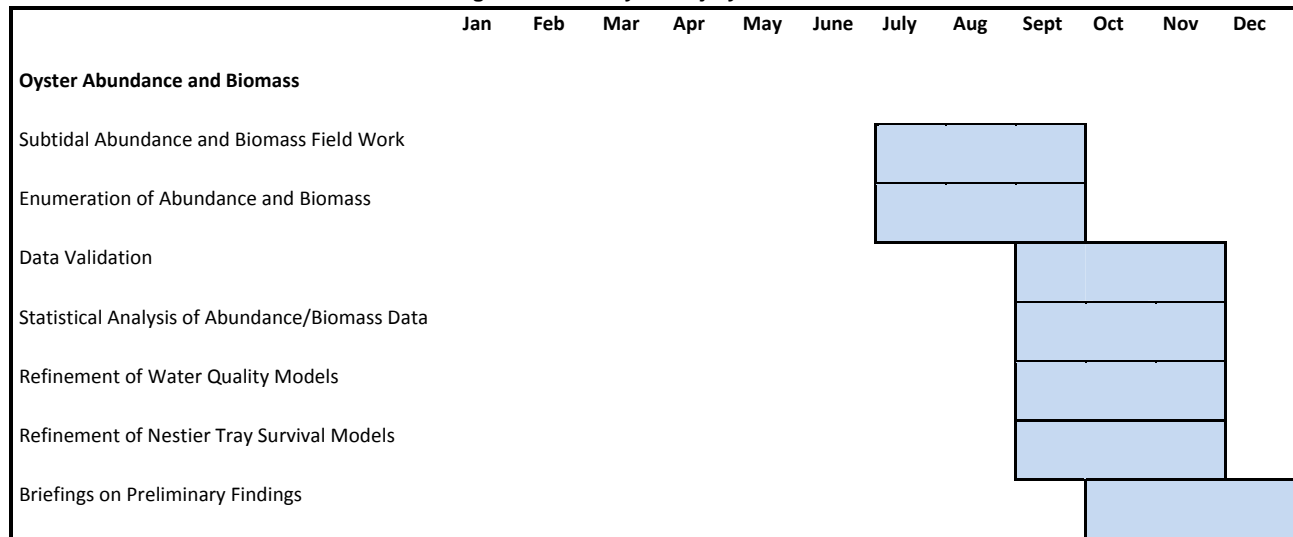 Jan Feb Mar Apr May June July Aug Sept Oct Nov Dec
Oyster Abundance and Biomass
Subtidal Abundance and Biomass Field Work
Enumeration of Abundance and Biomass
Data Validation
Statistical Analysis of Abundance/Biomass Data
Refinement of Water Quality Models
Refinement of Nestier Tray Survival Models
Briefings on Preliminary Findings